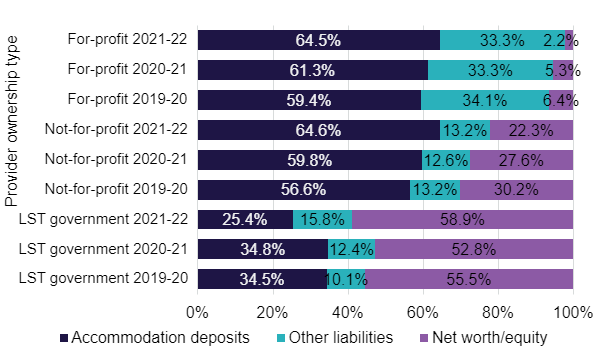 Provider ownership type
For-profit 2021-22 64.5% 33.3% 2.2%
For-profit 2020-21 61.3% 33.3% 5.3%
For-profit 2019-20 59.4% 34.1% 6.4%
Not-for-profit 2021-22 64.6% 13.2% 22.3%
Not-for-profit 2020-21 59.8% 12.6% 27.6%
Not-for-profit 2019-20 56.6% 13.2% 30.2%
LST government 2021-22 25.4% 15.8% 58.9%
LST government 2020-21 34.8% 12.4% 52.8%
LST government 2019-20 34.5% 10.1% 55.5%
0% 20% 40% 60% 80% 100%
Accommodation deposits Other liabilities Net worth/equity